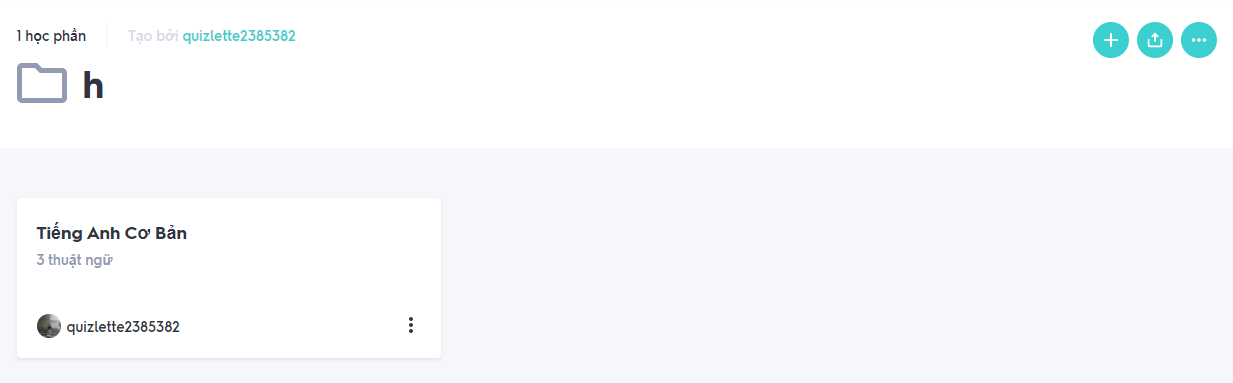 1 học phần
Tạo bởi quizlette2385382
h
Tiếng Anh Cơ Bản
3 thuật ngữ
quizlette2385382